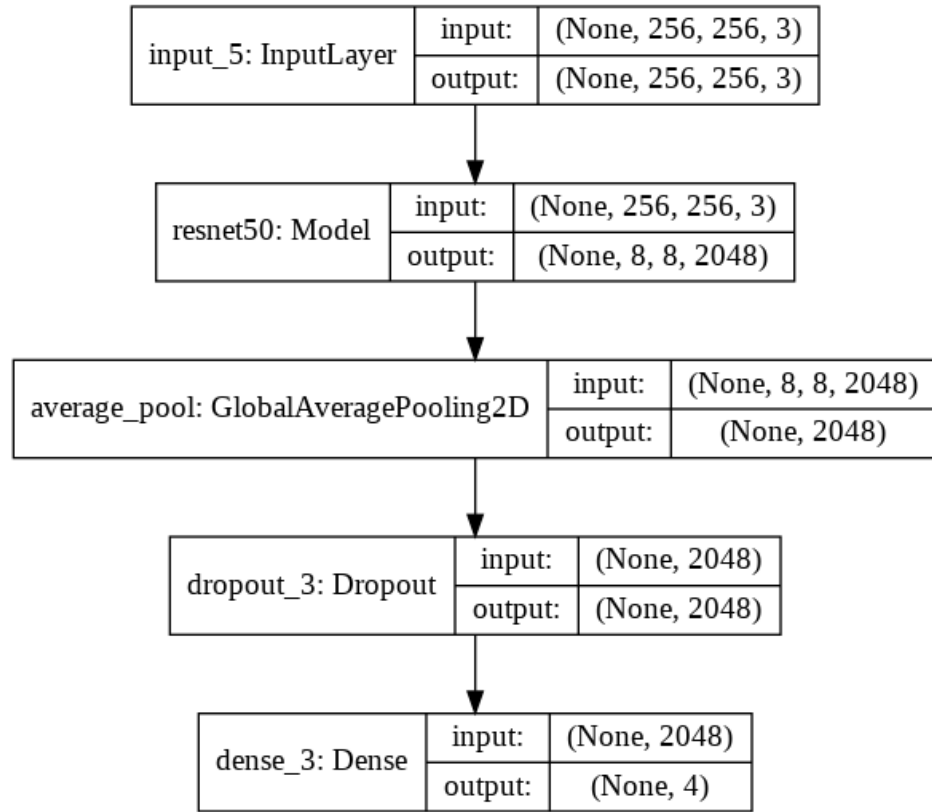 input_5: InputLayer
input: (None, 256, 256, 3)
output: (None, 256, 256, 3)
resnet50: Model
input: (None, 256, 256, 3)
output: (None, 8, 8, 2048)
average_pool: GlobalAveragePooling2D
input: (None, 8, 8, 2048)
output: (None, 2048)
dropout_3: Dropout
input: (None, 2048)
output: (None, 2048)
dense_3: Dense
input: (None, 2048)
output: (None, 4)